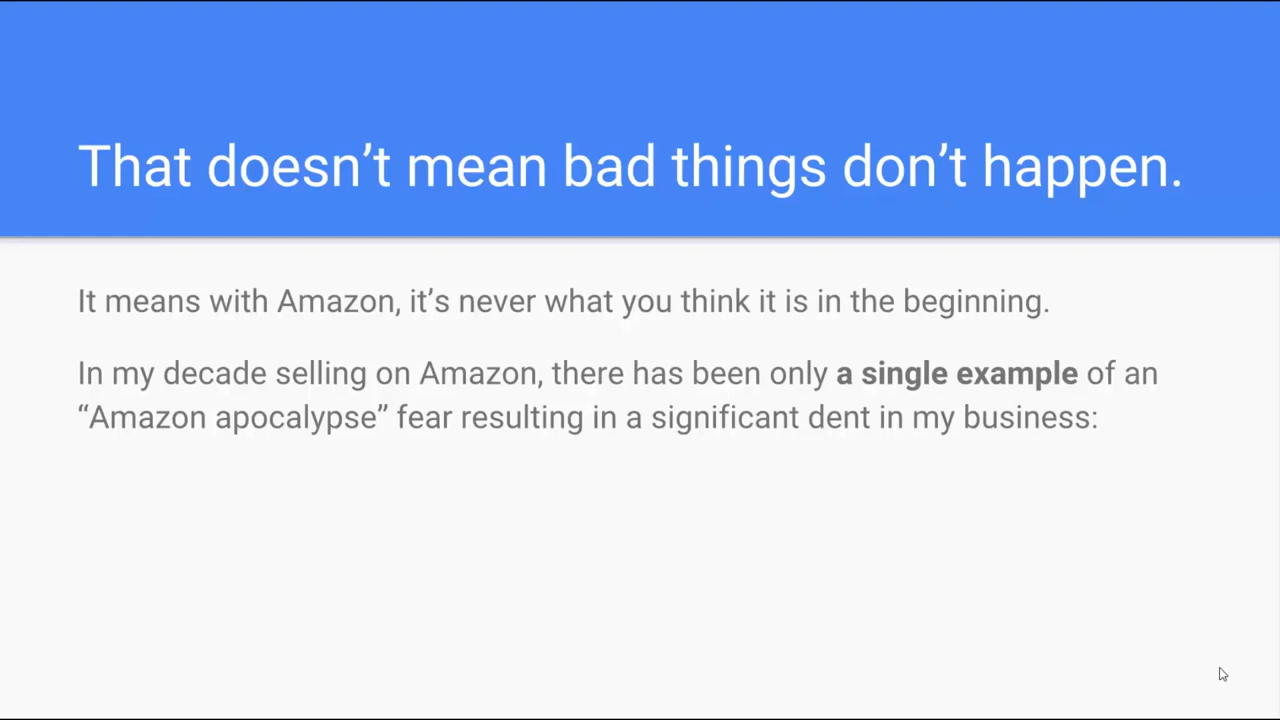 That doesn’t mean bad things don’t happen.
It means with Amazon, it’s never what you think it is in the beginning.
In my decade selling on Amazon, there has been only a single example of an
“Amazon apocalypse” fear resulting in a significant dent in my business: